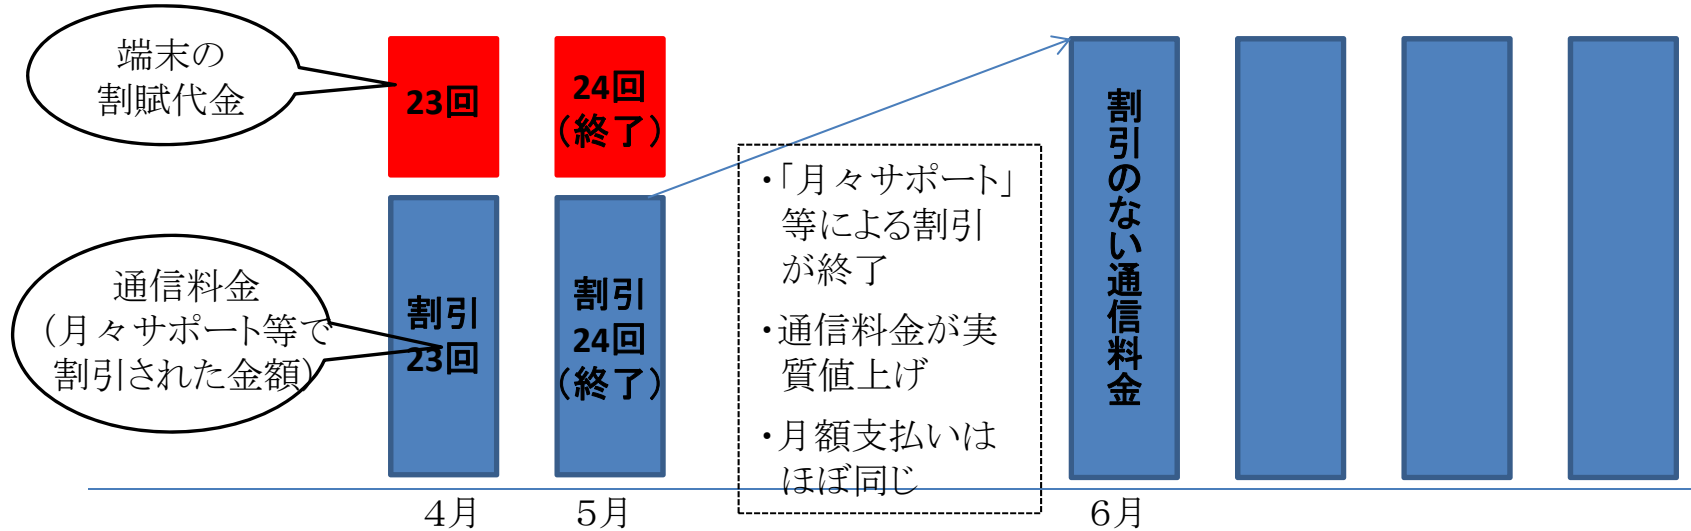 端末の
割賦代金
23回
24回
(終了)
・「月々サポート」
等による割引
が終了
・通信料金が実
質値上げ
・月額支払いは
ほぼ同じ
割引のない通信料金
通信料金
(月々サポート等で
割引された金額)
割引
23回
割引
24回
(終了)
4月
5月
6月